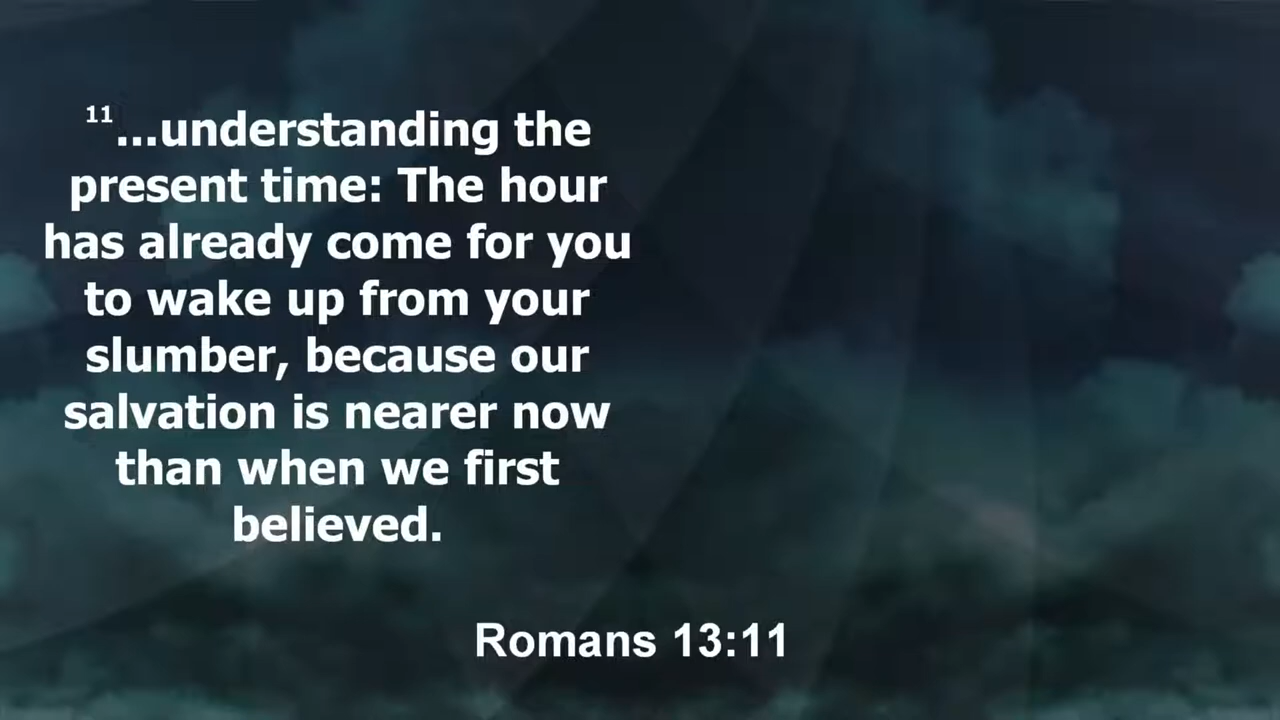 11...understanding the
present time: The hour
has already come for you
to wake up from your
slumber, because our
salvation is nearer now
than when we first
believed.
Romans 13:11